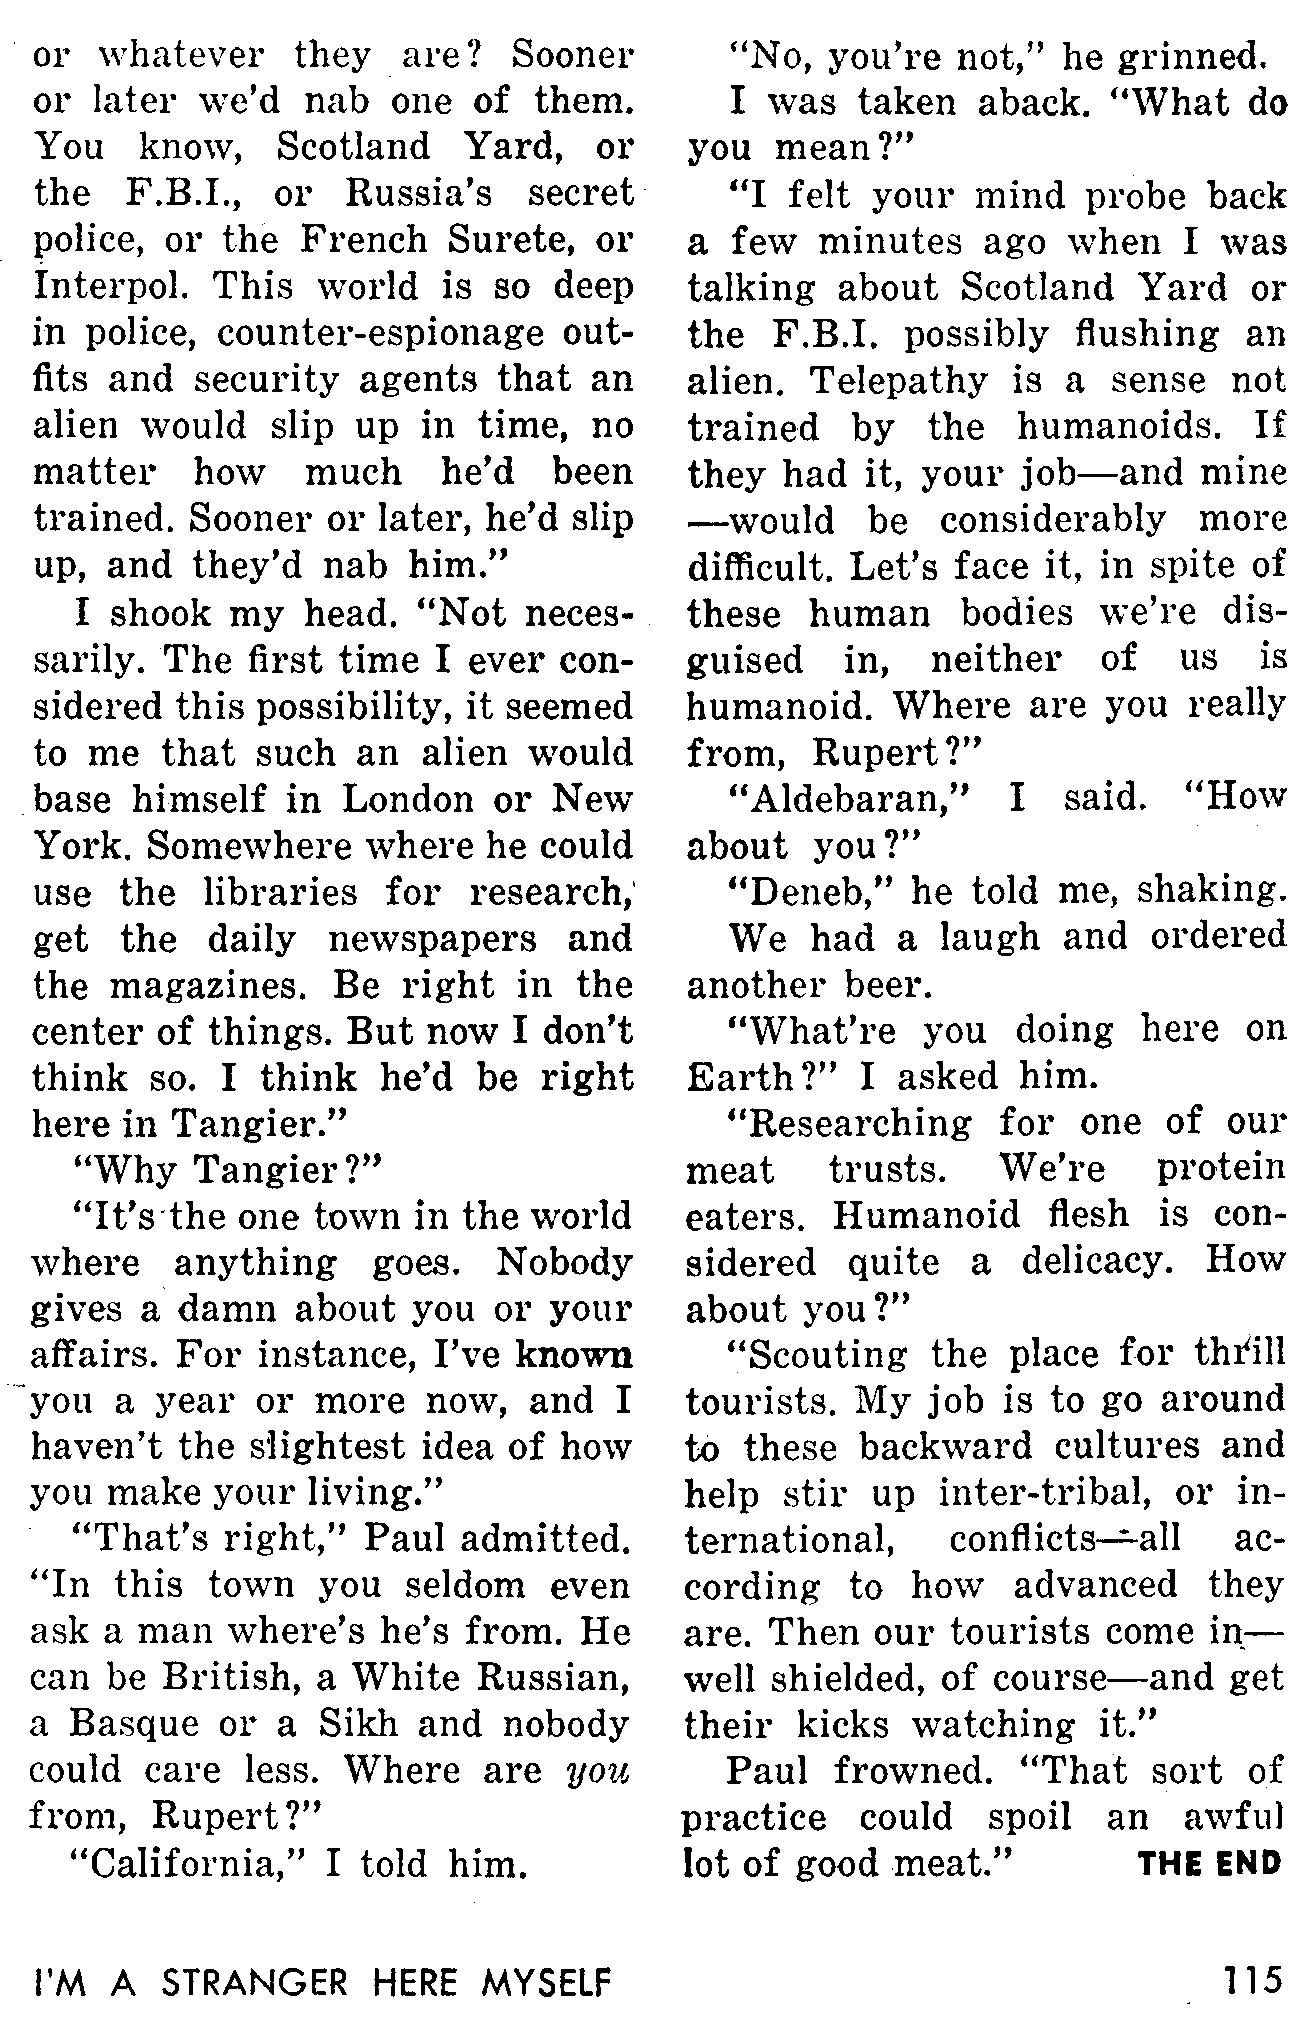 or whatever they are? Sooner
or later we'd nab one of them.
You know, Scotland Yard, or
the F.B.I., or Russia's secret
police, or the French Surete, or
Interpol. This world is so deep
in police, counter-espionage out-
fits and security agents that an
alien would slip up in time, no
matter how much he'd been
trained. Sooner or later, he'd slip
up, and they'd nab him."
I shook my head. "Not neces-
sarily. The first time I ever con-
sidered this possibility, it seemed
to me that such an alien would
base himself in London or New
York. Somewhere where he could
use the libraries for research,
get the daily newspapers and
the magazines. Be right in the
center of things. But now I don't
think so. I think he'd be right
here in Tangier."
"Why Tangier?"
"It's the one town in the world
where anything goes. Nobody
gives a damn about you or your
affairs. For instance, I've known
you a year or more now, and I
haven't the slightest idea of how
you make your living."
"That's right," Paul admitted.
"In this town you seldom even
ask a man where's he's from. He
can be British, a White Russian,
a Basque or a Sikh and nobody
could care less. Where are you
from, Rupert?"
"California," I told him.
"No, you're not," he grinned.
I was taken aback. "What do
you mean?"
"I felt your mind probe back
a few minutes ago when I was
talking about Scotland Yard or
the F.B.I. possibly flushing an
alien. Telepathy is a sense not
trained by the humanoids. If
they had it, your job—and mine
—would be considerably more
difficult. Let's face it, in spite of
these human bodies we're dis-
guised in, neither of us is
humanoid. Where are you really
from, Rupert?"
"Aldebaran," I said. "How
about you?"
"Deneb," he told me, shaking.
We had a laugh and ordered
another beer.
"What're you doing here on
Earth?" I asked him.
"Researching for one of our
meat trusts. We're protein
eaters. Humanoid flesh is con-
sidered quite a delicacy. How
about you?"
"Scouting the place for thrill
tourists. My job is to go around
to these backward cultures and
help stir up inter-tribal, or in-
ternational, conflicts—all ac-
cording to how advanced they
are. Then our tourists come in—
well shielded, of course—and get
their kicks watching it."
Paul frowned. "That sort of
practice could spoil an awful
lot of good meat." THE END
I'M A STRANGER HERE MYSELF 115